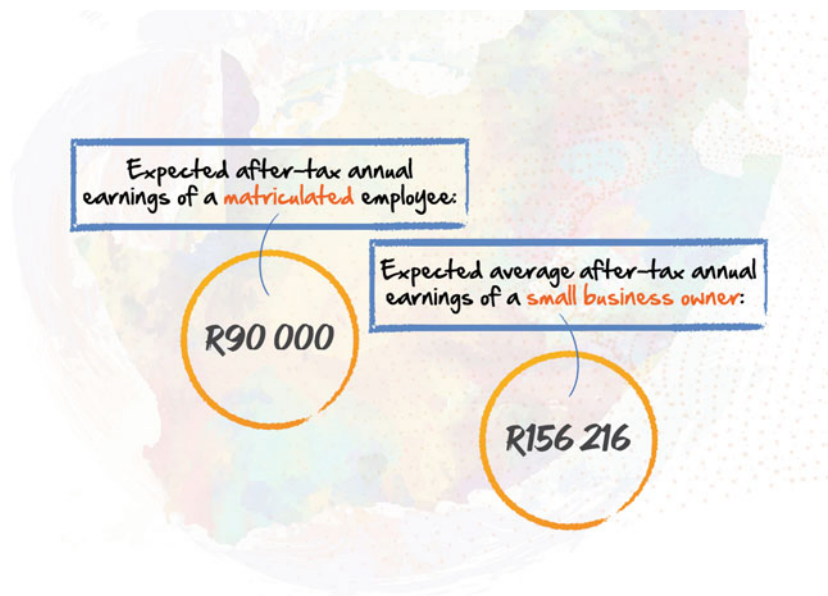 Expected after-tax annual
earnings of a matriculated employee:
R90 000
Expected average after-tax annual
earnings of a small business owner:
R156 216